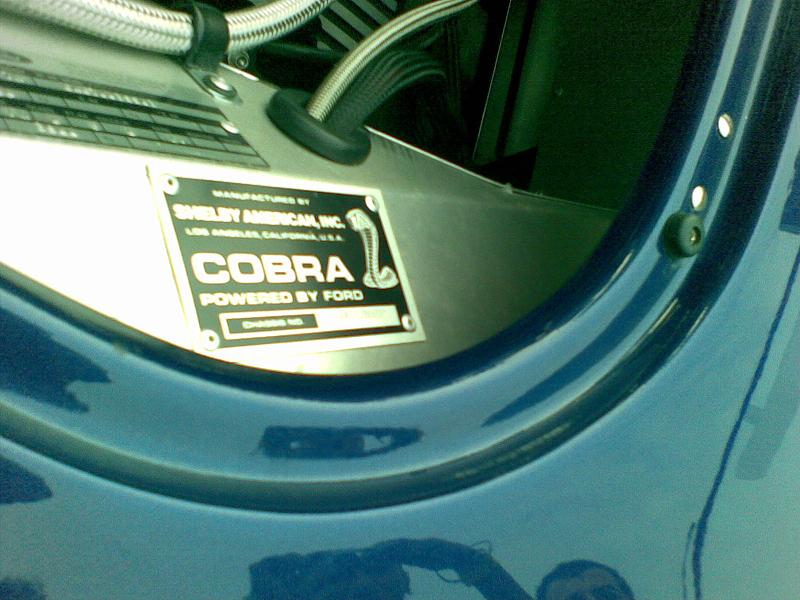 MANUFACTURED BY
SHELBY AMERICAN, INC.
LOS ANGELES, CALIFORNIA, U.S.A.
COBRA
POWERED BY FORD
CHASSIS NO.